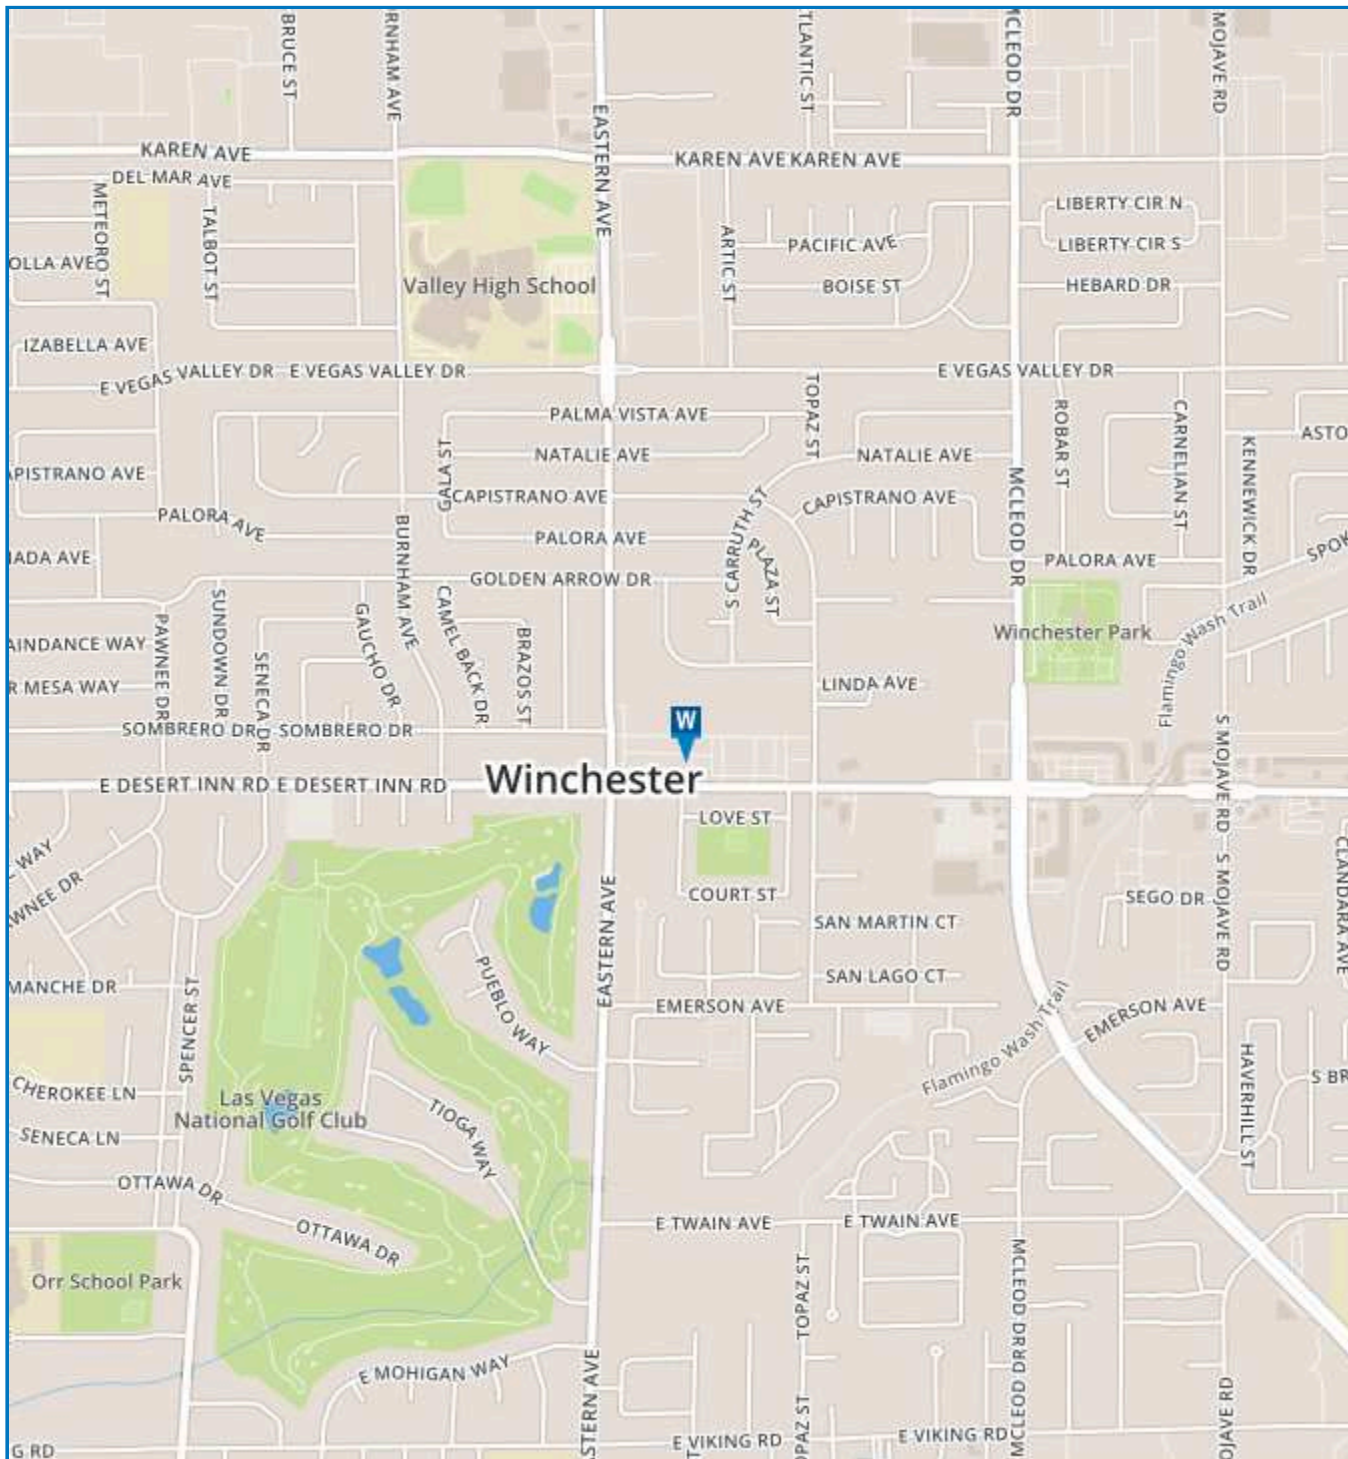 BRUCE ST
RNHAM AVE
EASTERN AVE
TLANTIC ST
MCLEOD DR
MOJAVE RD
KAREN AVE
KAREN AVE
KAREN AVE
DEL MAR AVE
METEORO ST
TALBOT ST
OLLA AVE
Valley High School
ARTIC ST
PACIFIC AVE
BOISE ST
LIBERTY CIR N
LIBERTY CIR S
HEBARD DR
IZABELLA AVE
E VEGAS VALLEY DR
E VEGAS VALLEY DR
E VEGAS VALLEY DR
PALMA VISTA AVE
TOPAZ ST
ROBAR ST
CARNELIAN ST
ASTO
GALA ST
NATALIE AVE
NATALIE AVE
KENNEWICK DR
APISTRANO AVE
CAPISTRANO AVE
CAPISTRANO AVE
MCLEOD DR
PALORA AVE
BURNHAM AVE
PALORA AVE
S CARRUTH ST
PLAZA ST
PALORA AVE
SPOK
ADA AVE
GOLDEN ARROW DR
SUNDOWN DR
GAUCHO DR
CAMEL BACK DR
BRAZOS ST
Winchester Park
Flamingo Wash Trail
AINDANCE WAY
PAWNEE DR
SENECA DR
R MESA WAY
LINDA AVE
SOMBRERO DR
SOMBRERO DR
W
S MOJAVE RD
E DESERT INN RD
E DESERT INN RD
Winchester
LOVE ST
WAY
WNEE DR
COURT ST
SEGO DR
S MOJAVE RD
CLANDARA AVE
EASTERN AVE
SAN MARTIN CT
SAN LAGO CT
MANCHE DR
SPENCER ST
PUEBLO WAY
EMERSON AVE
EMERSON AVE
Flamingo Wash Trail
HAVERHILL ST
S BR
CHEROKEE LN
Las Vegas
National Golf Club
TIOGA WAY
SENECA LN
OTTAWA DR
OTTAWA DR
E TWAIN AVE
E TWAIN AVE
Orr School Park
TOPAZ ST
MCLEOD DR
E MOHIGAN WAY
ASTERN AVE
OPAZ ST
MCLEOD DR
OJAVE RD
G RD
E VIKING RD
E VIKING RD